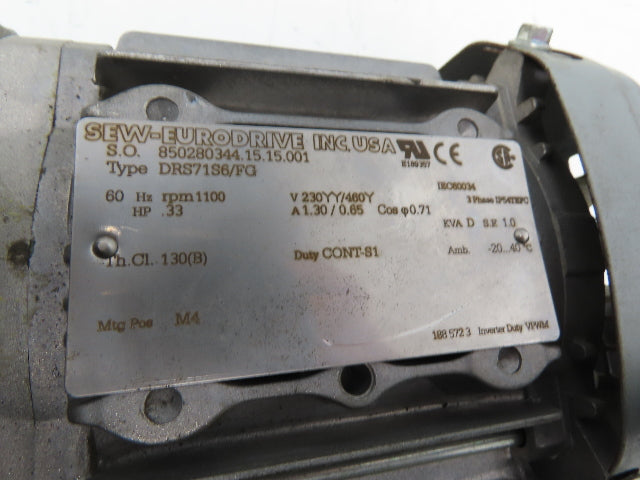 SEW-EURODRIVE INC. USA
S.O. 850280344.15.15.001
Type DRS71S6/FG
E189357
60 Hz rpm 1100 V 230YY/460Y IEC60034
HP .33 A 1.30 / 0.65 Cos φ 0.71 3 Phase IP54TEFC
KVA D S.F. 1.0
Th.Cl. 130(B) Duty CONT-S1 Amb. -20...40°C
Mtg Pos M4
188 572 3 Inverter Duty VPWM